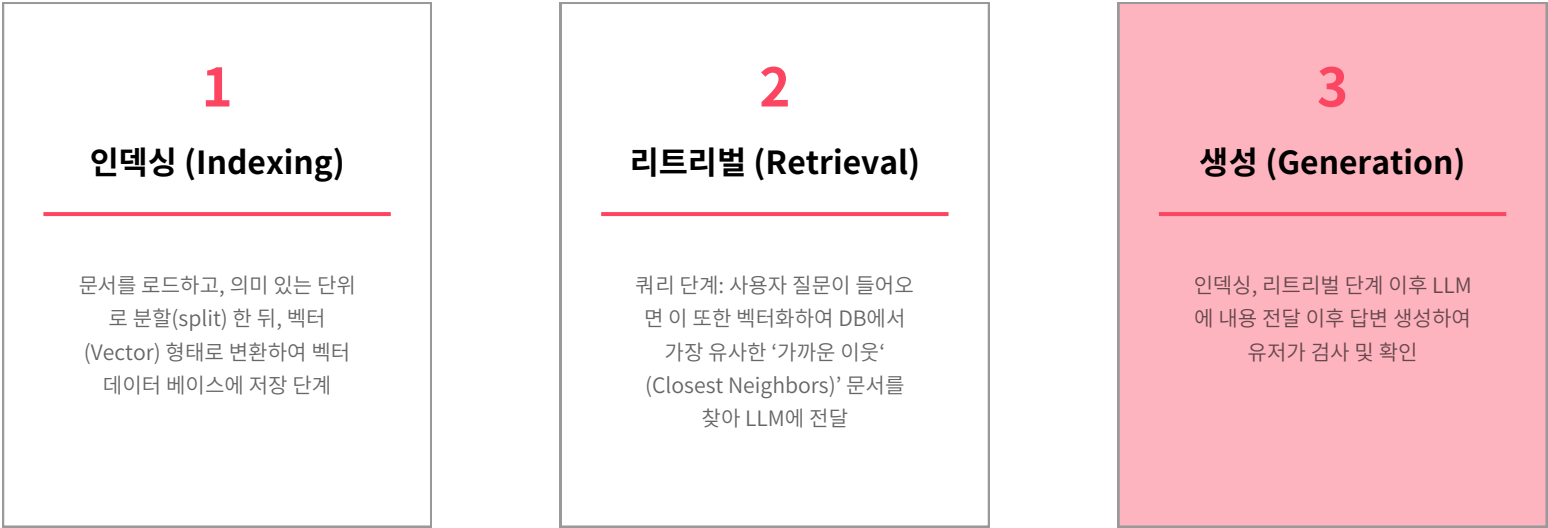 1
인덱싱 (Indexing)
문서를 로드하고, 의미 있는 단위
로 분할(split) 한 뒤, 벡터
(Vector) 형태로 변환하여 벡터
데이터 베이스에 저장 단계
2
리트리벌 (Retrieval)
쿼리 단계: 사용자 질문이 들어오
면 이 또한 벡터화하여 DB에서
가장 유사한 ‘가까운 이웃‘
(Closest Neighbors)’ 문서를
찾아 LLM에 전달
3
생성 (Generation)
인덱싱, 리트리벌 단계 이후 LLM
에 내용 전달 이후 답변 생성하여
유저가 검사 및 확인